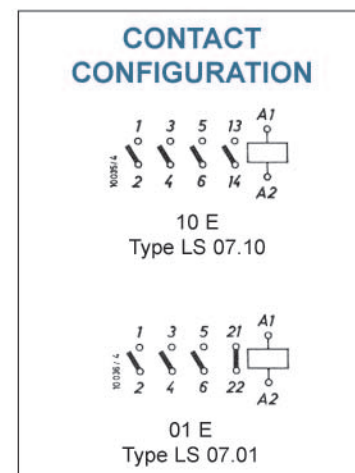 CONTACT
CONFIGURATION
1 3 5 13 A1
10035/4
2 4 6 14 A2
10 E
Type LS 07.10
1 3 5 21 A1
10036/4
2 4 6 22 A2
01 E
Type LS 07.01